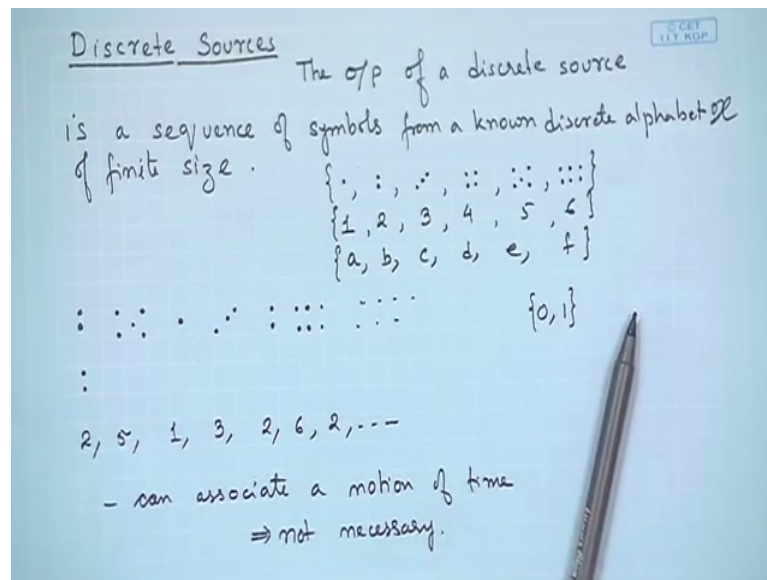 Discrete Sources
© CET
I.I.T. KGP
The o/p of a discrete source
is a sequence of symbols from a known discrete alphabet 𝒳
of finite size.
{⋅, :, ⋰, ::, ⁙, :::}
{1, 2, 3, 4, 5, 6}
{a, b, c, d, e, f}
: ⁙ ⋅ ⋰ : :::
{0,1}
:
2, 5, 1, 3, 2, 6, 2, ---
- can associate a notion of time
⇒ not necessary.